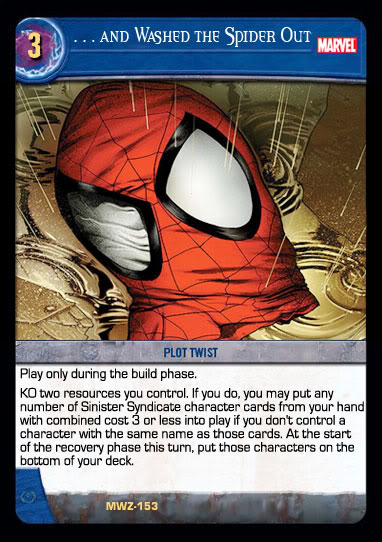 3
. . . AND WASHED THE SPIDER OUT
MARVEL
PLOT TWIST
Play only during the build phase.
KO two resources you control. If you do, you may put any
number of Sinister Syndicate character cards from your hand
with combined cost 3 or less into play if you don't control a
character with the same name as those cards. At the start
of the recovery phase this turn, put those characters on the
bottom of your deck.
MWZ-153